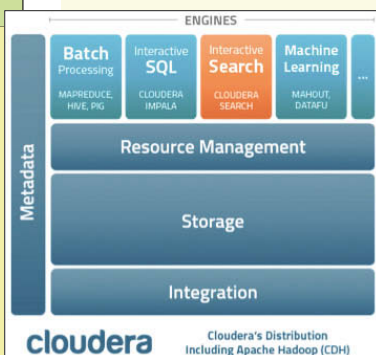 ENGINES
Batch
Processing
MAPREDUCE,
HIVE, PIG
Interactive
SQL
CLOUDERA
IMPALA
Interactive
Search
CLOUDERA
SEARCH
Machine
Learning
MAHOUT,
DATAFU
...
Metadata
Resource Management
Storage
Integration
cloudera
Cloudera's Distribution
Including Apache Hadoop (CDH)